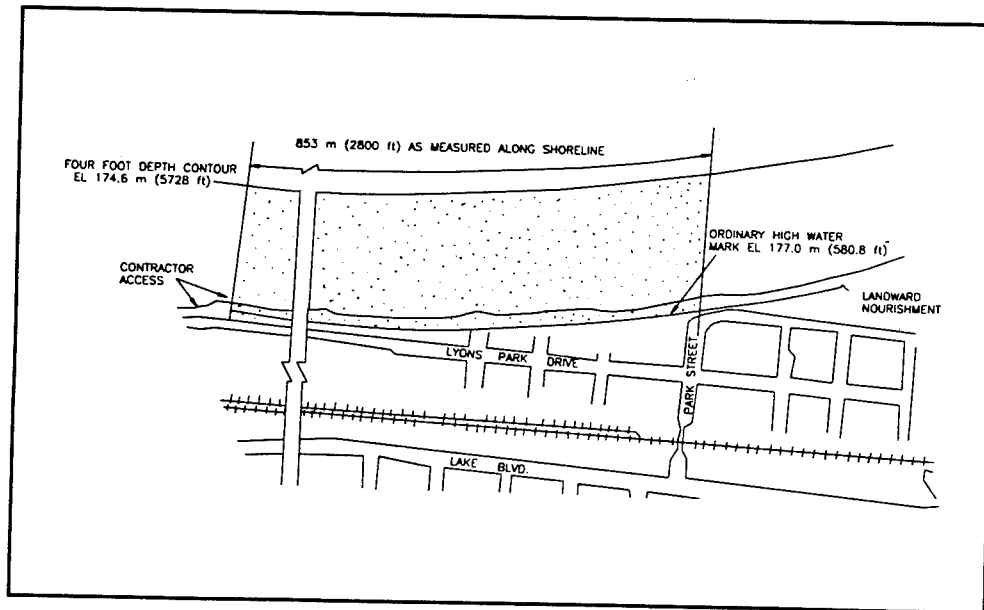 853 m (2800 ft) AS MEASURED ALONG SHORELINE
FOUR FOOT DEPTH CONTOUR
EL 174.6 m (5728 ft)
ORDINARY HIGH WATER
MARK EL 177.0 m (580.8 ft)
CONTRACTOR
ACCESS
LANDWARD
NOURISHMENT
LYONS PARK DRIVE
PARK STREET
LAKE BLVD.